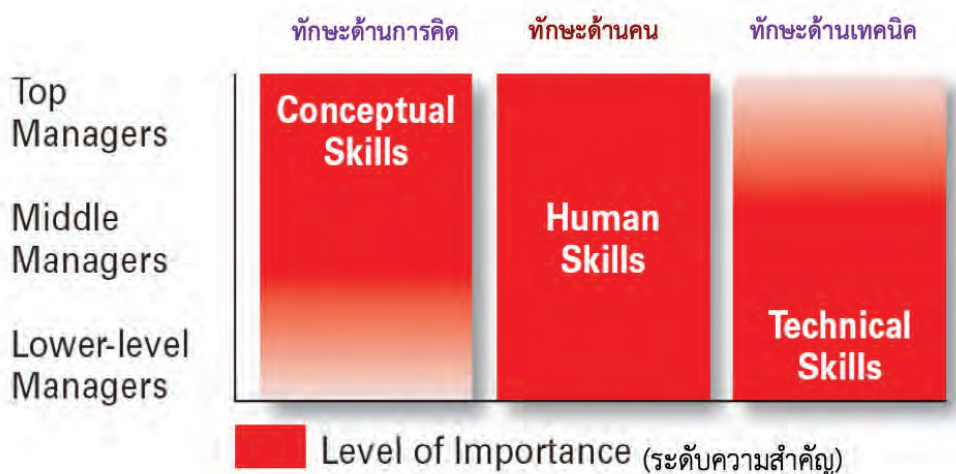 ทักษะด้านการคิด
ทักษะด้านคน
ทักษะด้านเทคนิค
Top
Managers
Middle
Managers
Lower-level
Managers
Conceptual
Skills
Human
Skills
Technical
Skills
Level of Importance (ระดับความสำคัญ)